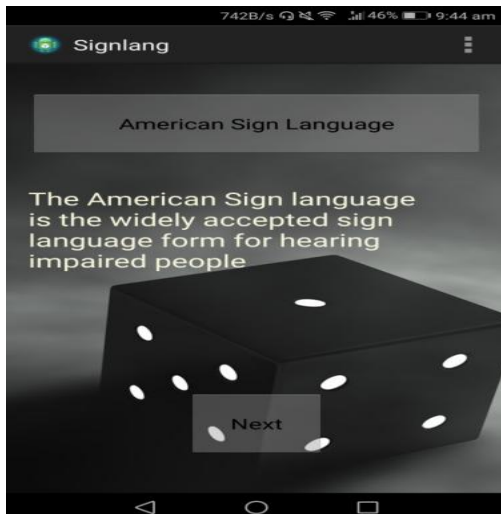 742B/s 46% 9:44 am
Signlang
American Sign Language
The American Sign language
is the widely accepted sign
language form for hearing
impaired people
Next